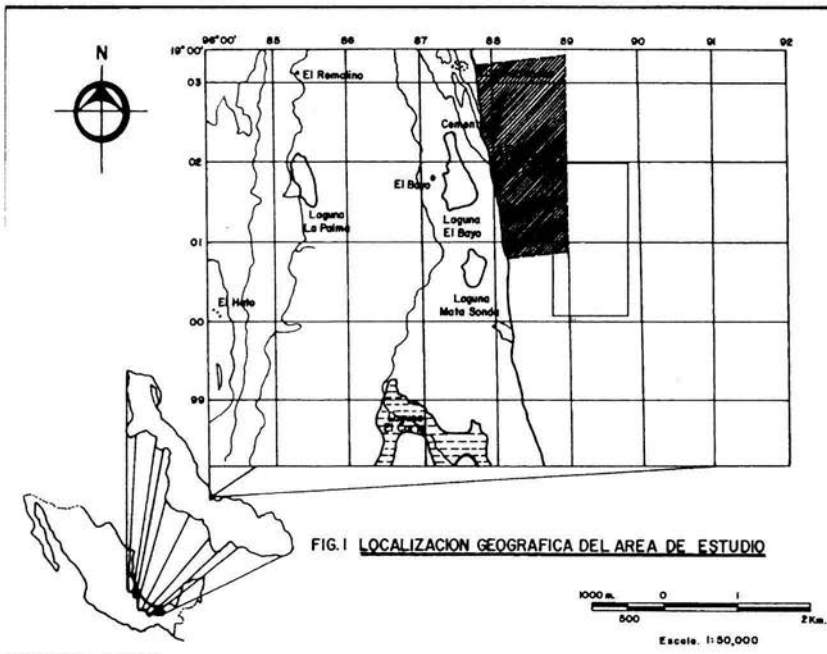 96°00' 85 86 87 88 89 90 91 92
19° 00'
N
03
El Remolino
02
El Bayo
Laguna
La Palma
Laguna
El Bayo
01
El Hato
Laguna
Mata Sonda
00
99
FIG. 1 LOCALIZACION GEOGRAFICA DEL AREA DE ESTUDIO
1000 m. 0 1
500 2 Km.
Escala. 1:50,000